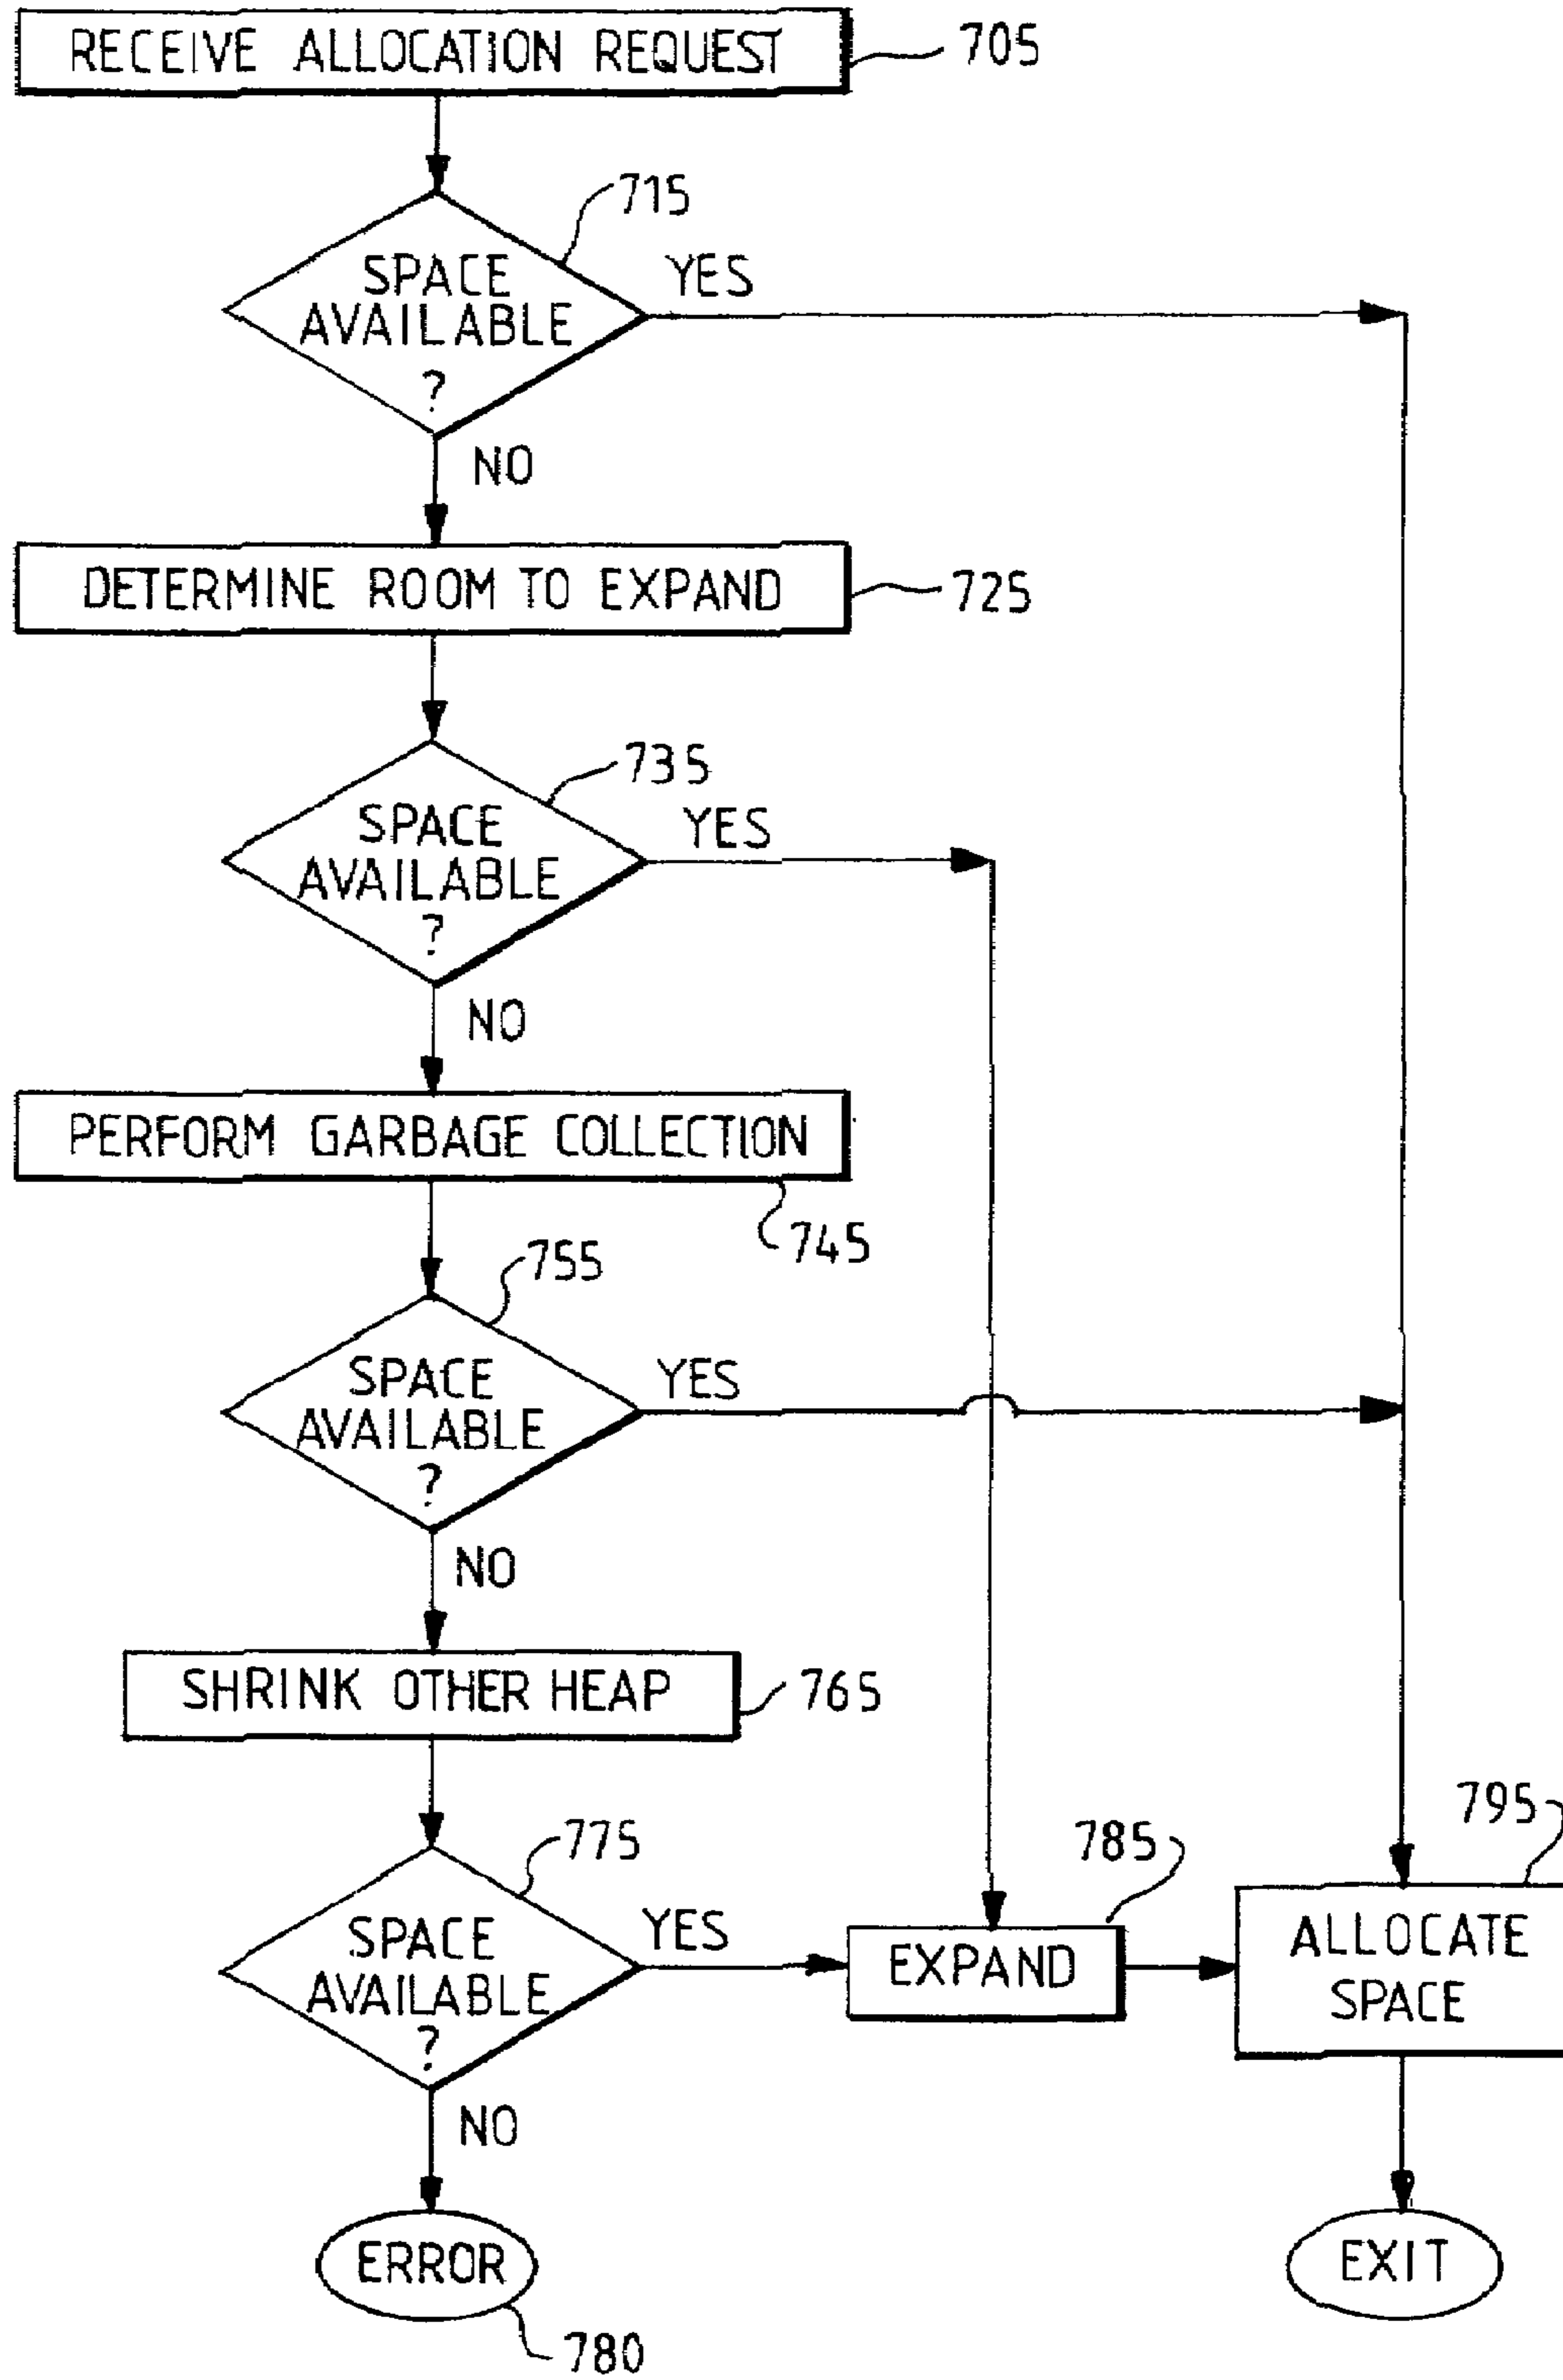 RECEIVE ALLOCATION REQUEST
705
715
SPACE
AVAILABLE
?
YES
NO
DETERMINE ROOM TO EXPAND
725
735
SPACE
AVAILABLE
?
YES
NO
PERFORM GARBAGE COLLECTION
745
755
SPACE
AVAILABLE
?
YES
NO
SHRINK OTHER HEAP
765
775
SPACE
AVAILABLE
?
YES
785
EXPAND
795
ALLOCATE
SPACE
NO
ERROR
780
EXIT